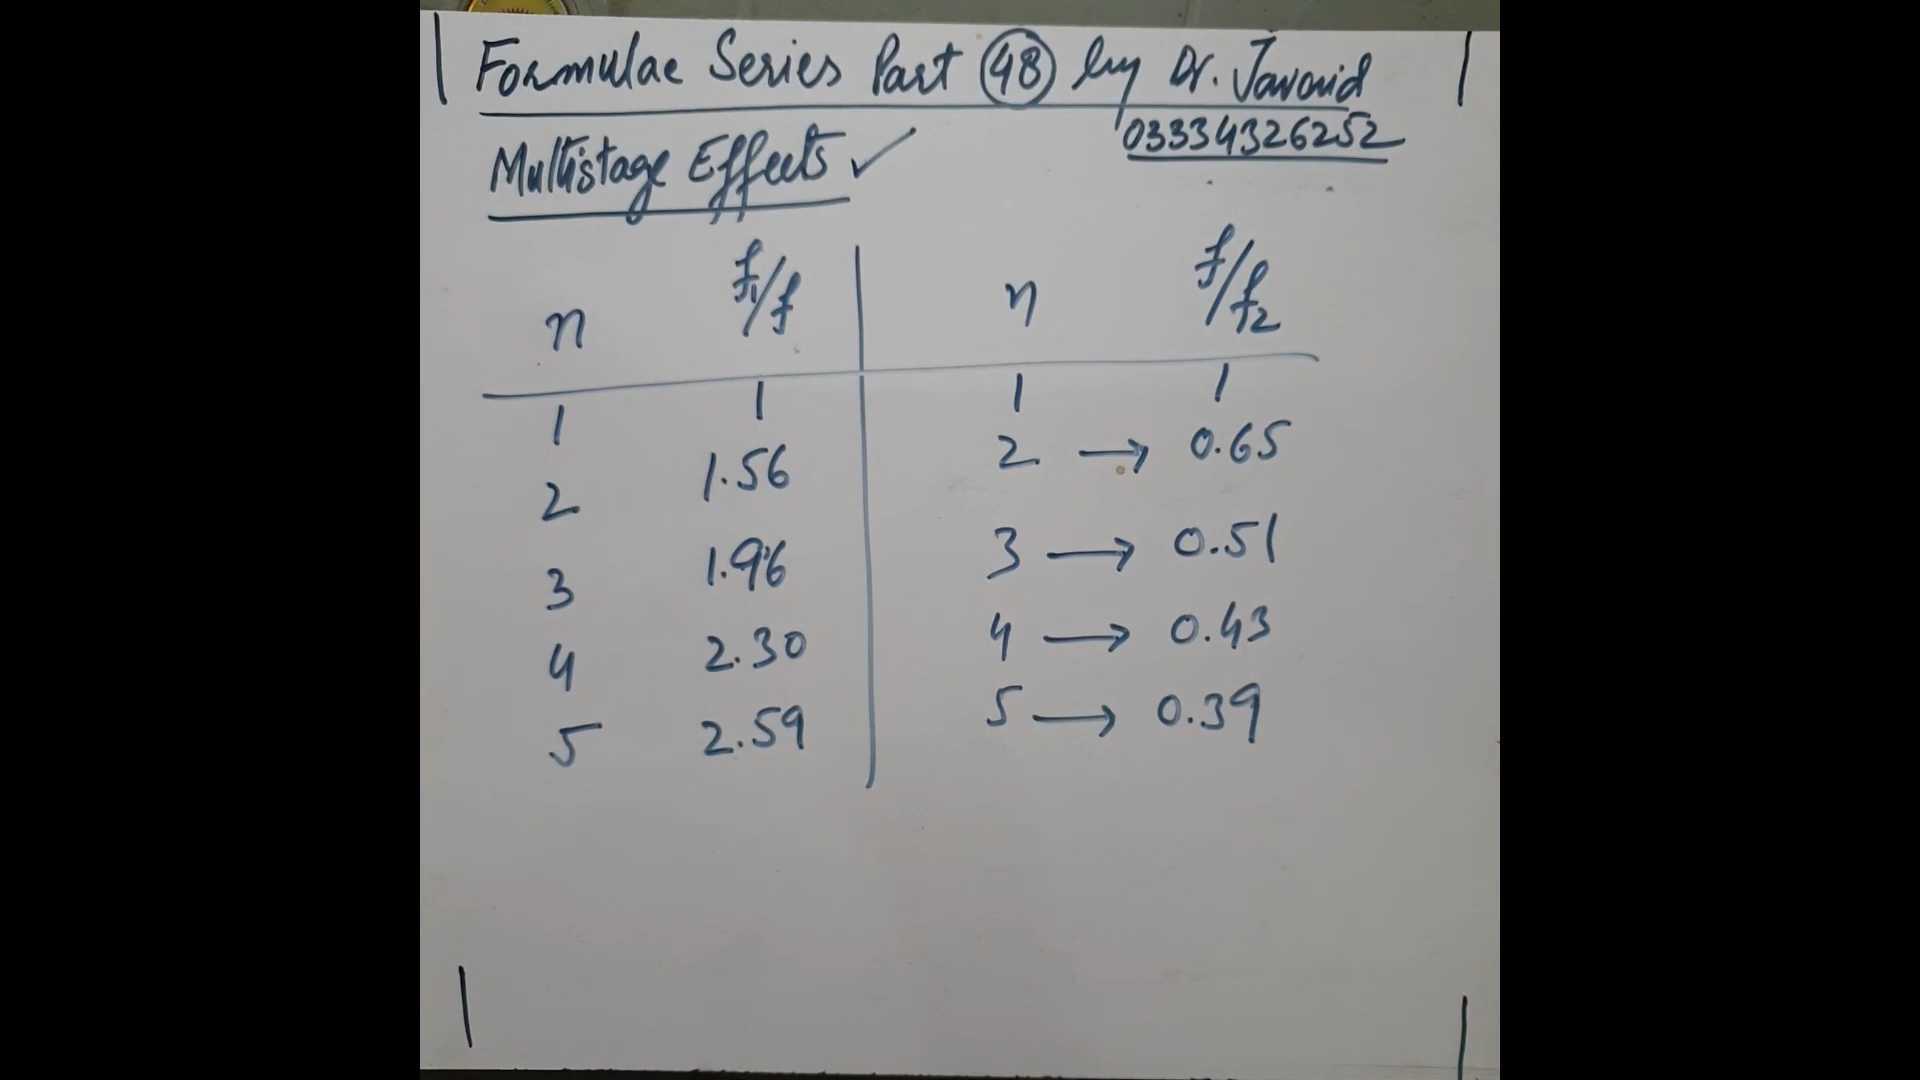 Formulae Series Part 48 by Dr. Javaid
03334326252
Multistage Effects ✓
n f1/f n f/f2
1 1 1 1
2 1.56 2 → 0.65
3 1.96 3 → 0.51
4 2.30 4 → 0.43
5 2.59 5 → 0.39